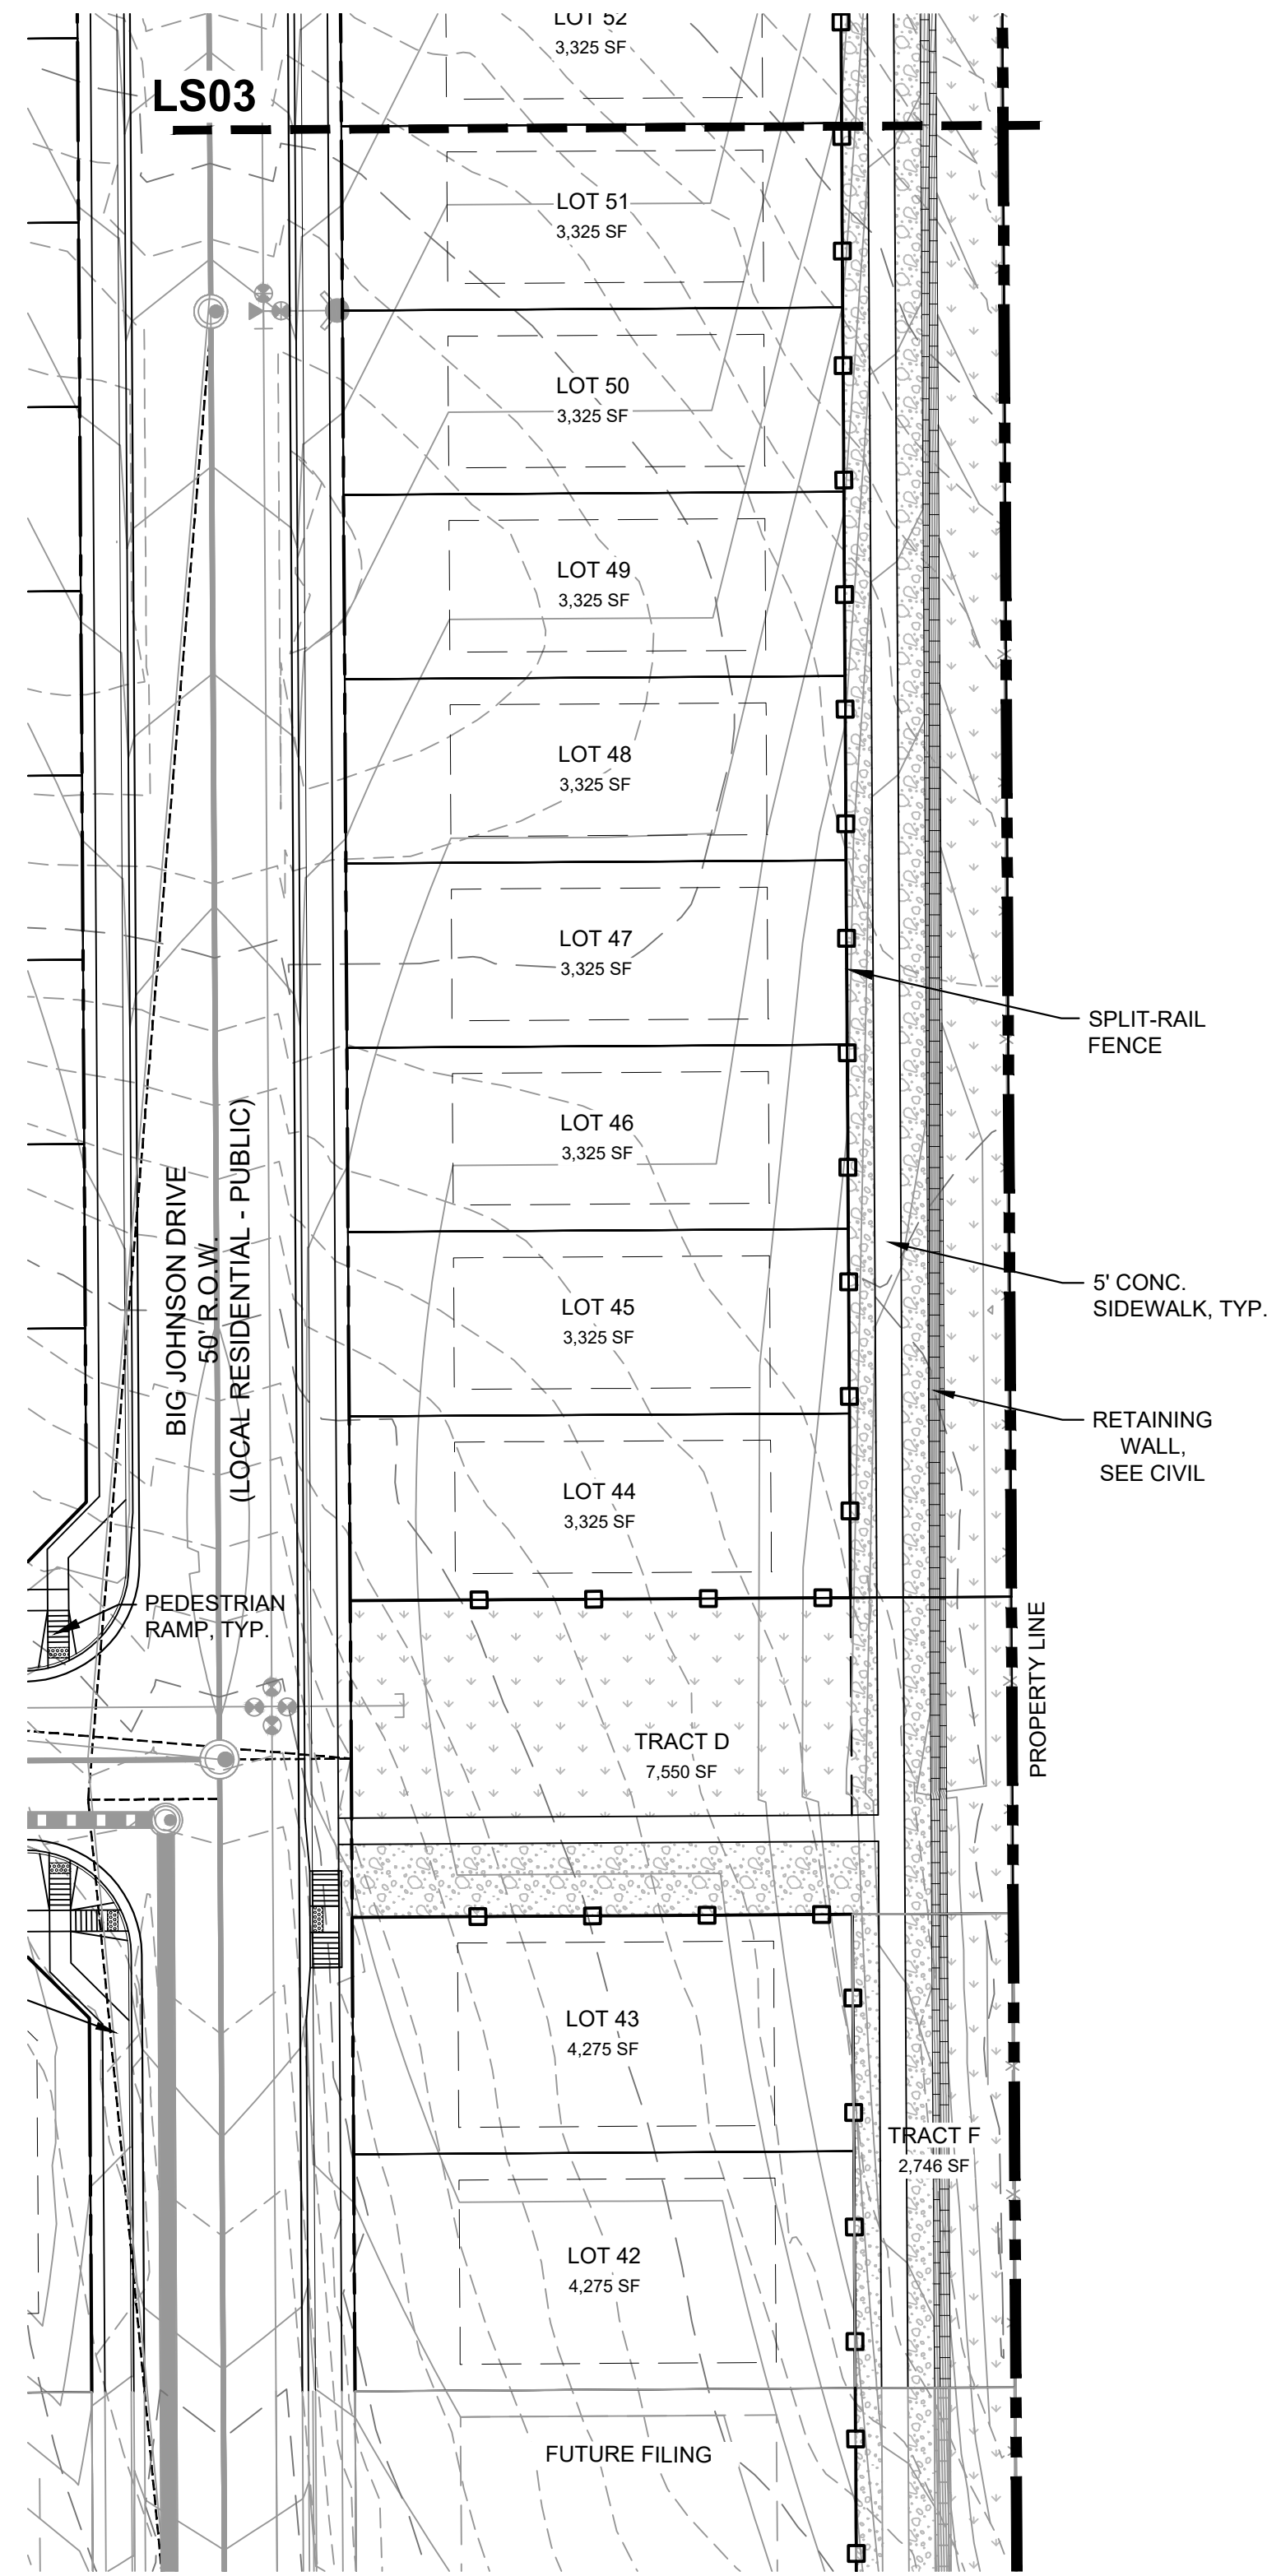 LOT 52
3,325 SF
LS03
LOT 51
3,325 SF
LOT 50
3,325 SF
LOT 49
3,325 SF
LOT 48
3,325 SF
LOT 47
3,325 SF
SPLIT-RAIL
FENCE
LOT 46
3,325 SF
BIG JOHNSON DRIVE
50' R.O.W.
(LOCAL RESIDENTIAL - PUBLIC)
5' CONC.
SIDEWALK, TYP.
LOT 45
3,325 SF
RETAINING
WALL,
SEE CIVIL
LOT 44
3,325 SF
PEDESTRIAN
RAMP, TYP.
PROPERTY LINE
TRACT D
7,550 SF
LOT 43
4,275 SF
TRACT F
2,746 SF
LOT 42
4,275 SF
FUTURE FILING